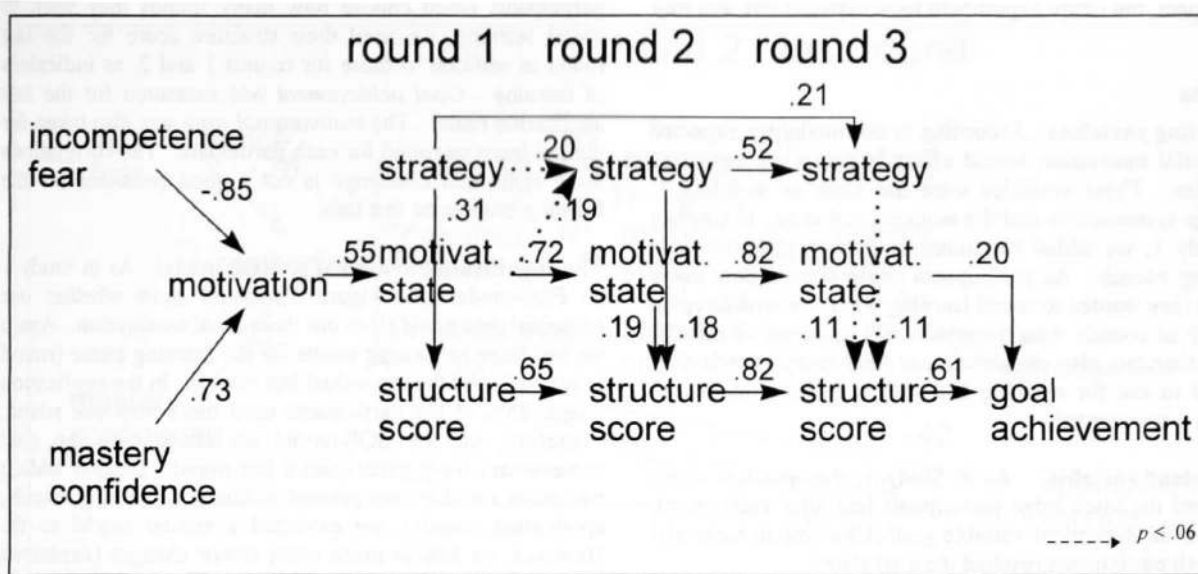 round 1 round 2 round 3
.21
incompetence
fear
-.85
strategy .20 strategy .52 strategy
.31 .19
.55 motivat. .72 motivat. .82 motivat. .20
motivation
state state state
.19 .18 .11 .11
.73
structure .65 structure .82 structure .61 goal
score score score achievement
mastery
confidence
p ≤ .06